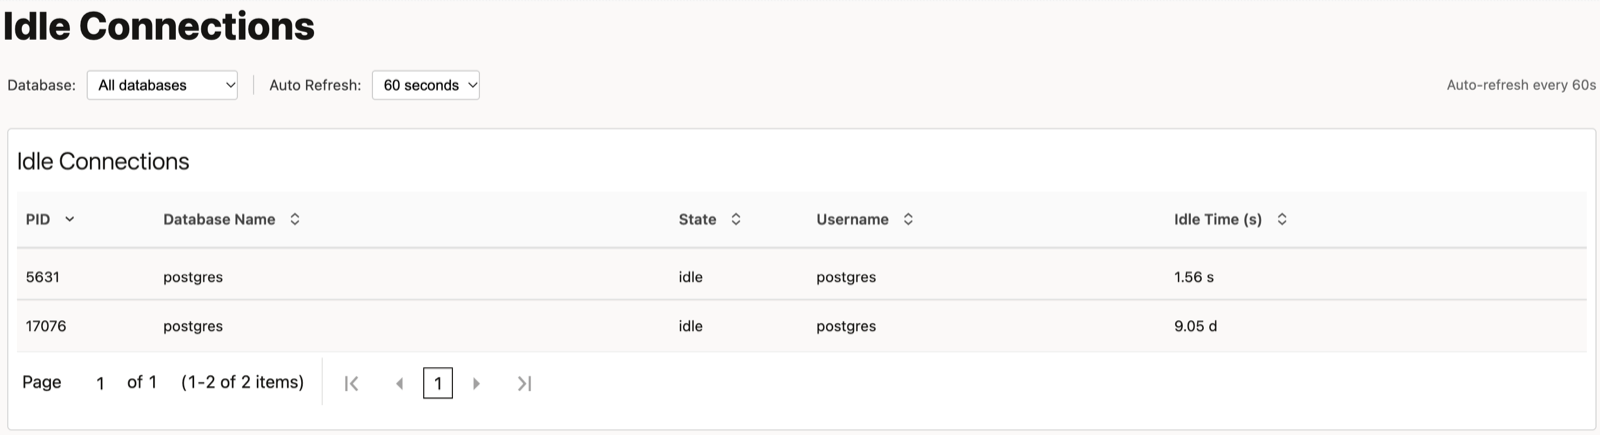 Idle Connections
Database: All databases Auto Refresh: 60 seconds Auto-refresh every 60s
Idle Connections
PID Database Name State Username Idle Time (s)
5631 postgres idle postgres 1.56 s
17076 postgres idle postgres 9.05 d
Page 1 of 1 (1-2 of 2 items) 1